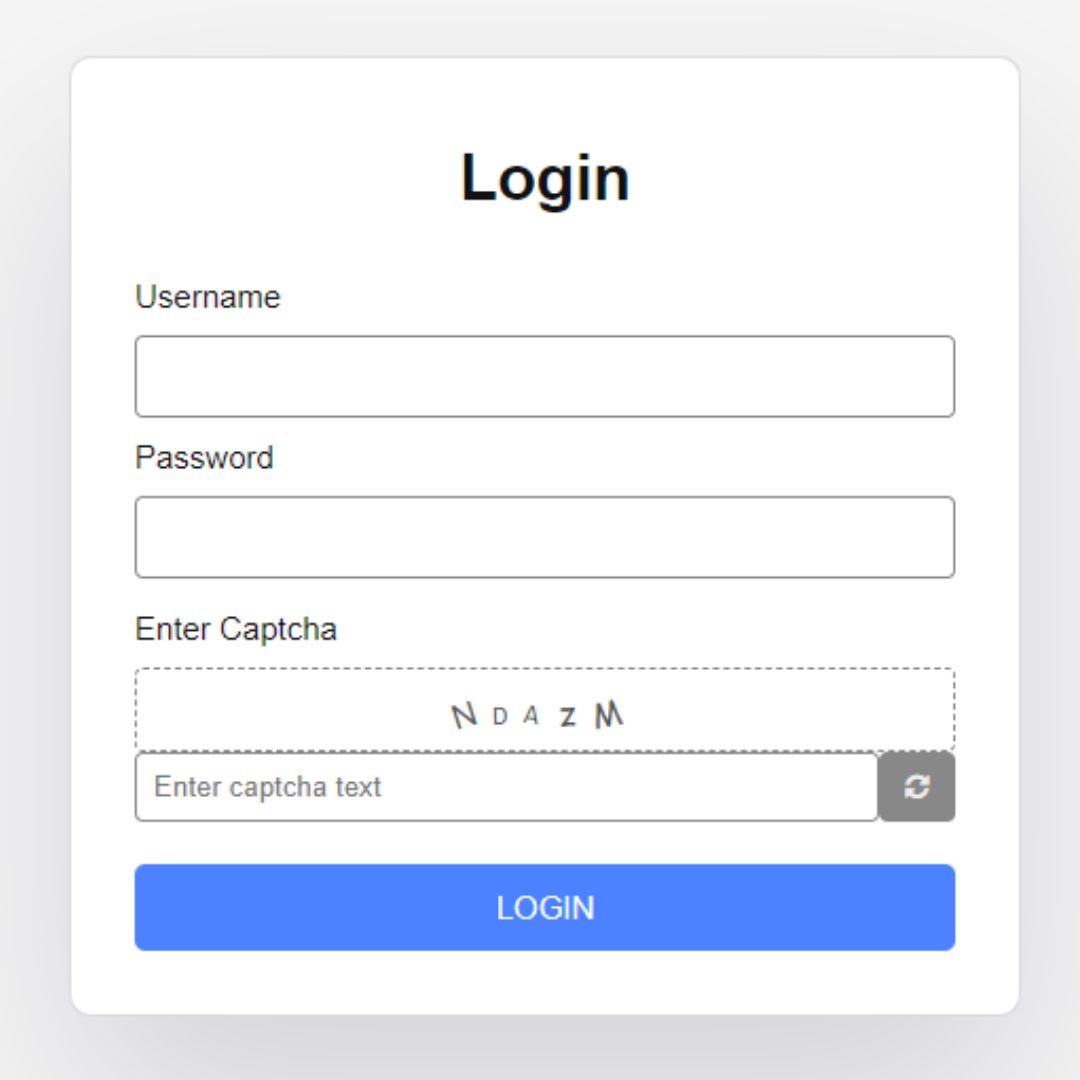 Login
Username
Password
Enter Captcha
N D A z M
Enter captcha text
LOGIN